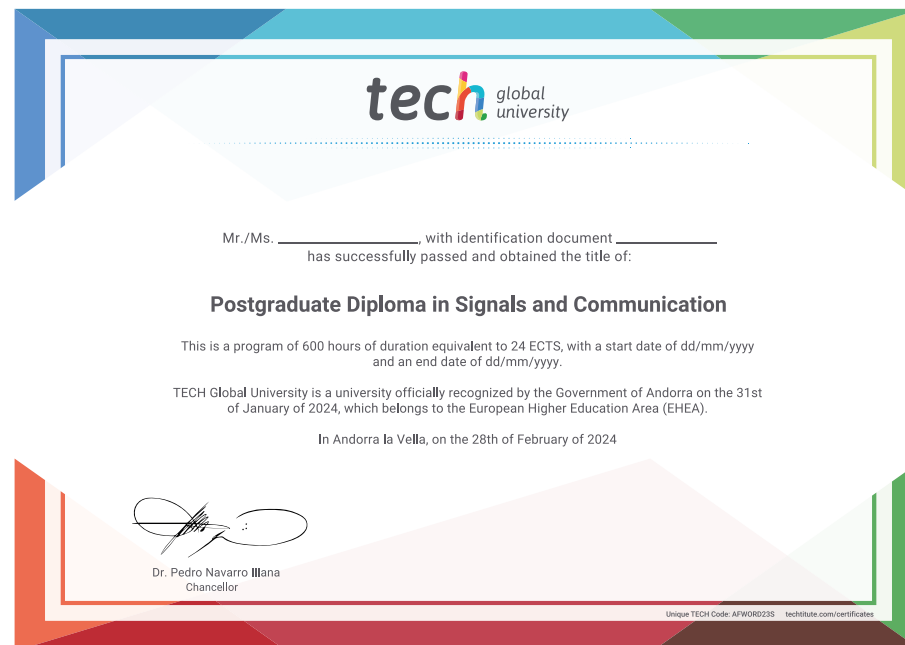 tech global
university
Mr./Ms. ________________, with identification document ____________
has successfully passed and obtained the title of:
Postgraduate Diploma in Signals and Communication
This is a program of 600 hours of duration equivalent to 24 ECTS, with a start date of dd/mm/yyyy
and an end date of dd/mm/yyyy.
TECH Global University is a university officially recognized by the Government of Andorra on the 31st
of January of 2024, which belongs to the European Higher Education Area (EHEA).
In Andorra la Vella, on the 28th of February of 2024
Dr. Pedro Navarro Illana
Chancellor
Unique TECH Code: AFWORD23S techtitute.com/certificates